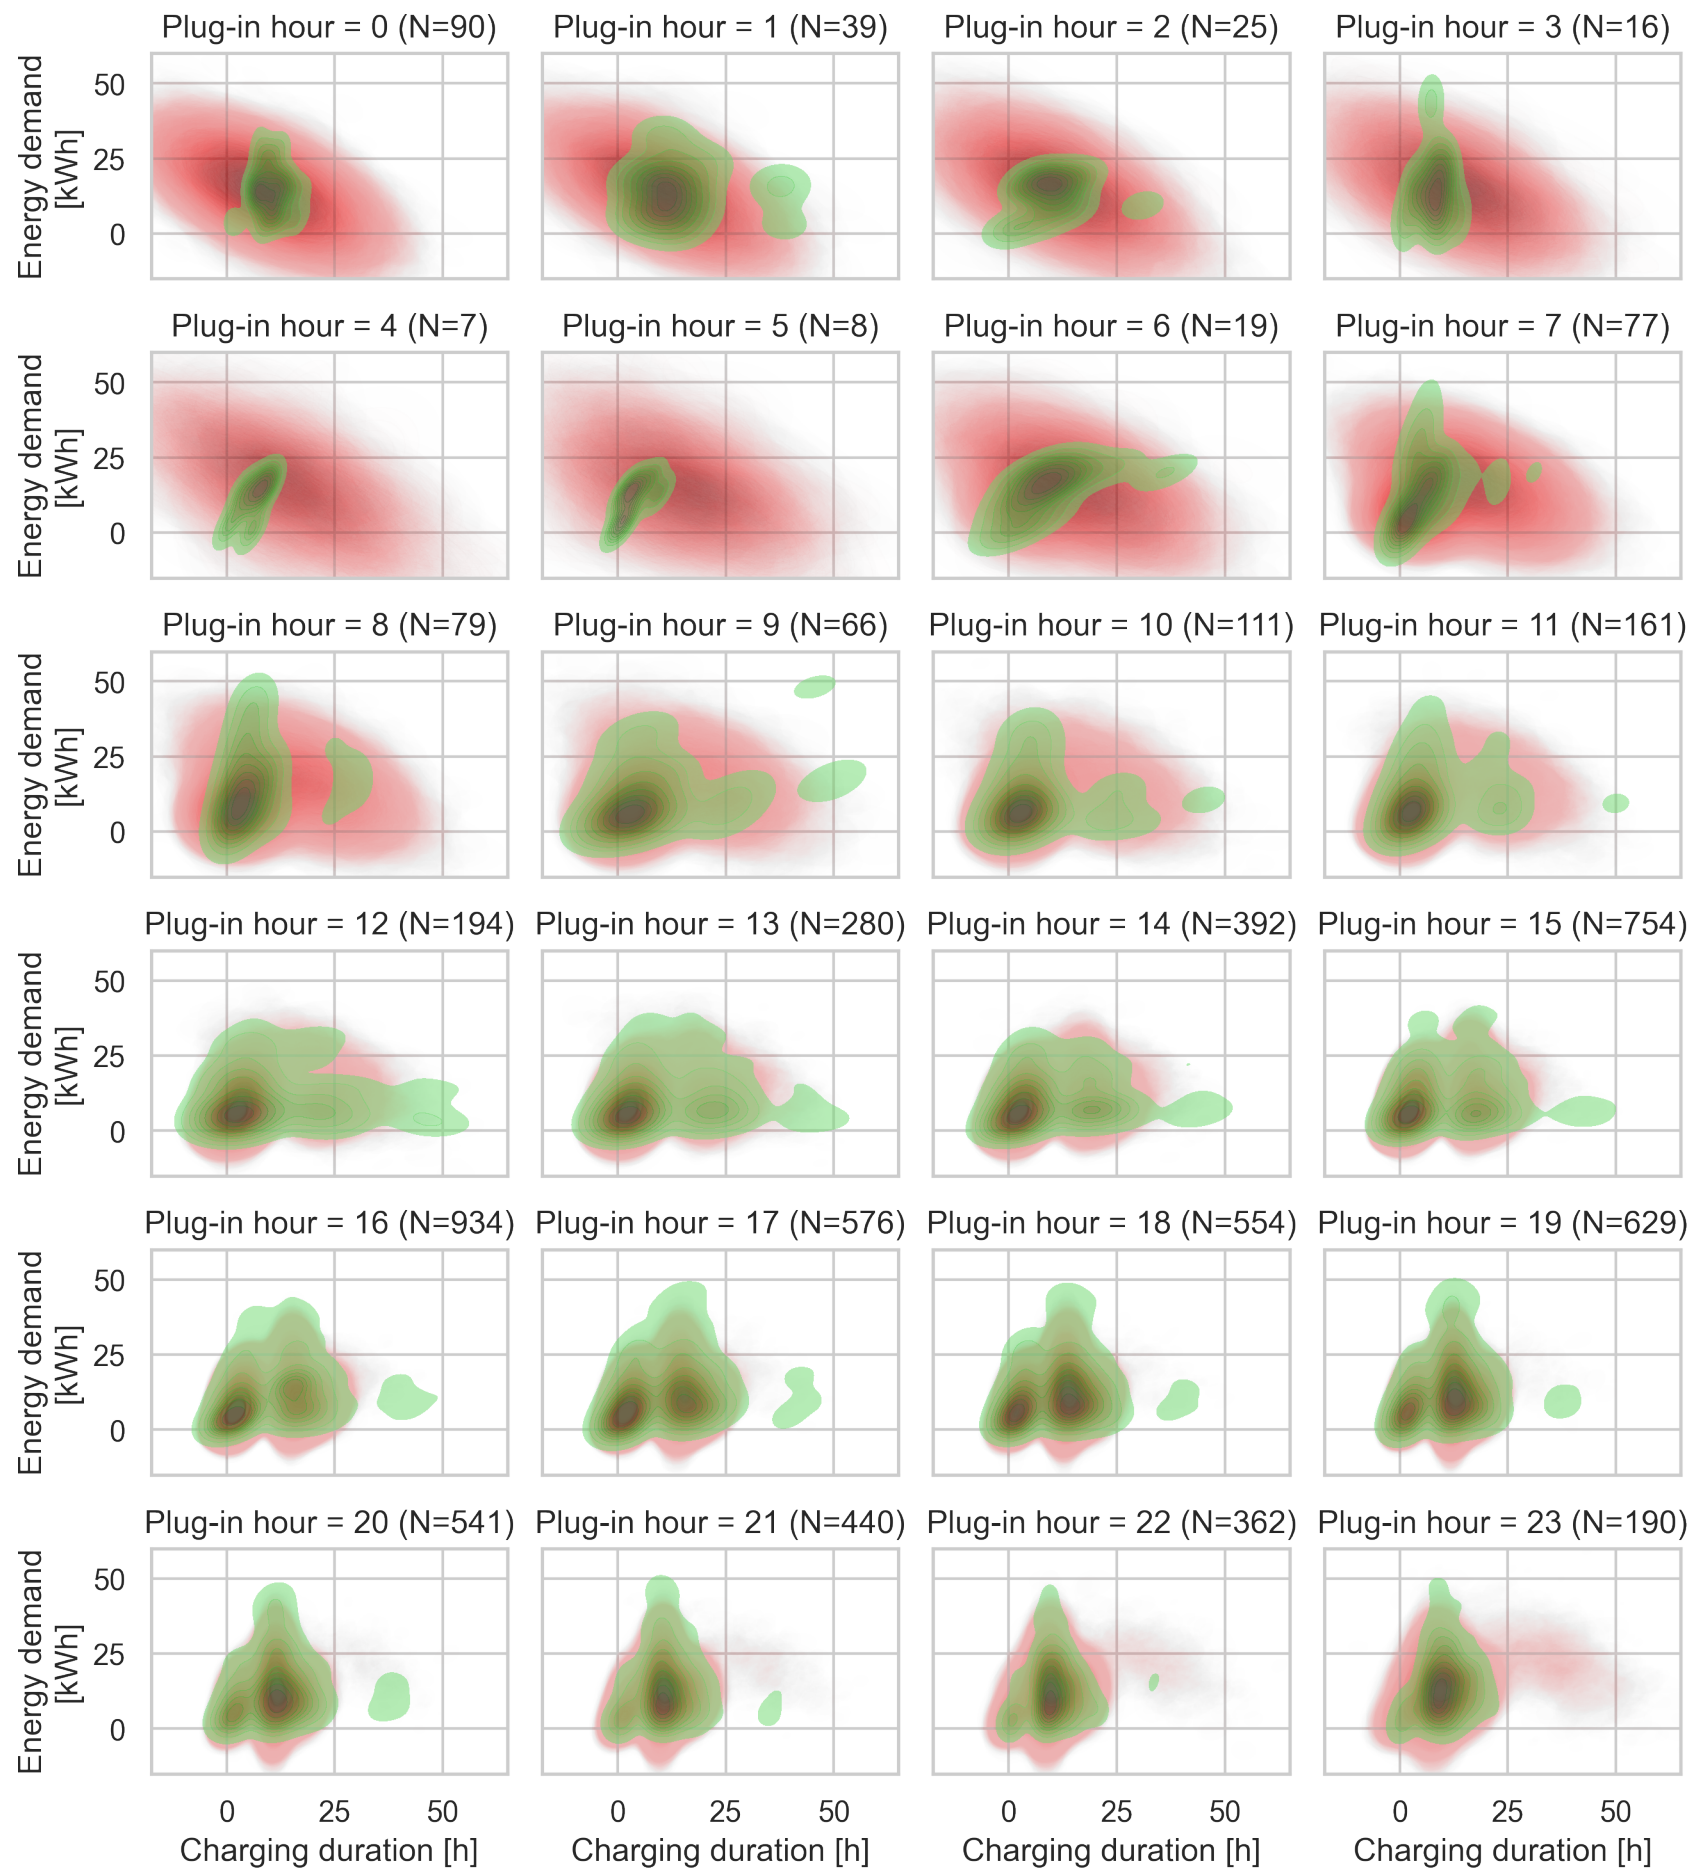 Plug-in hour = 0 (N=90) Plug-in hour = 1 (N=39) Plug-in hour = 2 (N=25) Plug-in hour = 3 (N=16)
Energy demand
[kWh]
50
25
0
Plug-in hour = 4 (N=7) Plug-in hour = 5 (N=8) Plug-in hour = 6 (N=19) Plug-in hour = 7 (N=77)
Energy demand
[kWh]
50
25
0
Plug-in hour = 8 (N=79) Plug-in hour = 9 (N=66) Plug-in hour = 10 (N=111) Plug-in hour = 11 (N=161)
Energy demand
[kWh]
50
25
0
Plug-in hour = 12 (N=194) Plug-in hour = 13 (N=280) Plug-in hour = 14 (N=392) Plug-in hour = 15 (N=754)
Energy demand
[kWh]
50
25
0
Plug-in hour = 16 (N=934) Plug-in hour = 17 (N=576) Plug-in hour = 18 (N=554) Plug-in hour = 19 (N=629)
Energy demand
[kWh]
50
25
0
Plug-in hour = 20 (N=541) Plug-in hour = 21 (N=440) Plug-in hour = 22 (N=362) Plug-in hour = 23 (N=190)
Energy demand
[kWh]
50
25
0
0 25 50 0 25 50 0 25 50 0 25 50
Charging duration [h] Charging duration [h] Charging duration [h] Charging duration [h]